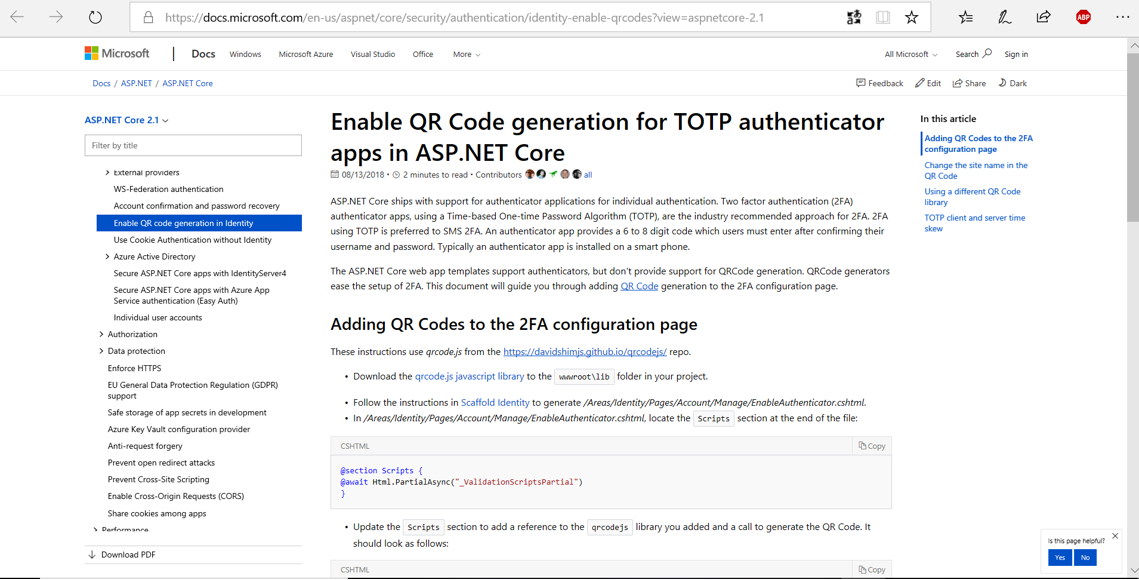 https://docs.microsoft.com/en-us/aspnet/core/security/authentication/identity-enable-qrcodes?view=aspnetcore-2.1
ABP
Microsoft
Docs
Windows
Microsoft Azure
Visual Studio
Office
More
All Microsoft
Search
Sign in
Docs / ASP.NET / ASP.NET Core
Feedback
Edit
Share
Dark
ASP.NET Core 2.1
Filter by title
External providers
WS-Federation authentication
Account confirmation and password recovery
Enable QR code generation in Identity
Use Cookie Authentication without Identity
Azure Active Directory
Secure ASP.NET Core apps with IdentityServer4
Secure ASP.NET Core apps with Azure App
Service authentication (Easy Auth)
Individual user accounts
Authorization
Data protection
Enforce HTTPS
EU General Data Protection Regulation (GDPR)
support
Safe storage of app secrets in development
Azure Key Vault configuration provider
Anti-request forgery
Prevent open redirect attacks
Prevent Cross-Site Scripting
Enable Cross-Origin Requests (CORS)
Share cookies among apps
Performance
Download PDF
Enable QR Code generation for TOTP authenticator
apps in ASP.NET Core
08/13/2018 • 2 minutes to read • Contributors all
ASP.NET Core ships with support for authenticator applications for individual authentication. Two factor authentication (2FA)
authenticator apps, using a Time-based One-time Password Algorithm (TOTP), are the industry recommended approach for 2FA. 2FA
using TOTP is preferred to SMS 2FA. An authenticator app provides a 6 to 8 digit code which users must enter after confirming their
username and password. Typically an authenticator app is installed on a smart phone.
The ASP.NET Core web app templates support authenticators, but don't provide support for QRCode generation. QRCode generators
ease the setup of 2FA. This document will guide you through adding QR Code generation to the 2FA configuration page.
Adding QR Codes to the 2FA configuration page
These instructions use qrcode.js from the https://davidshimjs.github.io/qrcodejs/ repo.
• Download the qrcode.js javascript library to the wwwroot\lib folder in your project.
• Follow the instructions in Scaffold Identity to generate /Areas/Identity/Pages/Account/Manage/EnableAuthenticator.cshtml.
• In /Areas/Identity/Pages/Account/Manage/EnableAuthenticator.cshtml, locate the Scripts section at the end of the file:
CSHTML
Copy
@section Scripts {
@await Html.PartialAsync("_ValidationScriptsPartial")
}
• Update the Scripts section to add a reference to the qrcodejs library you added and a call to generate the QR Code. It
should look as follows:
CSHTML
Copy
In this article
Adding QR Codes to the 2FA
configuration page
Change the site name in the
QR Code
Using a different QR Code
library
TOTP client and server time
skew
Is this page helpful?
Yes
No